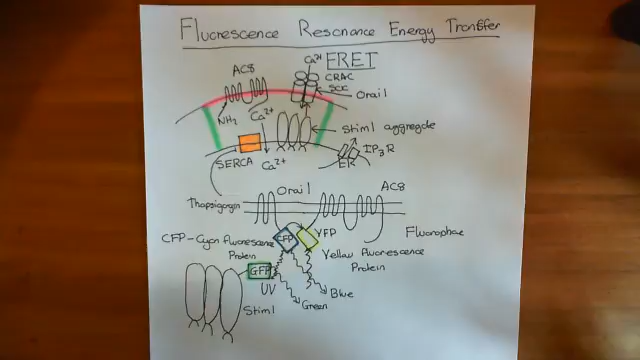 Fluorescence Resonance Energy Transfer
FRET
Ca2+
AC8
CRAC
SOC
Orai1
NH2
Ca2+
Stim1 aggregate
SERCA
Ca2+
ER
IP3R
Orai1
AC8
Thapsigargin
CFP-Cyan fluorescence
Protein
CFP
YFP
Fluorophore
Yellow fluorescence
Protein
GFP
UV
Blue
Green
Stim1